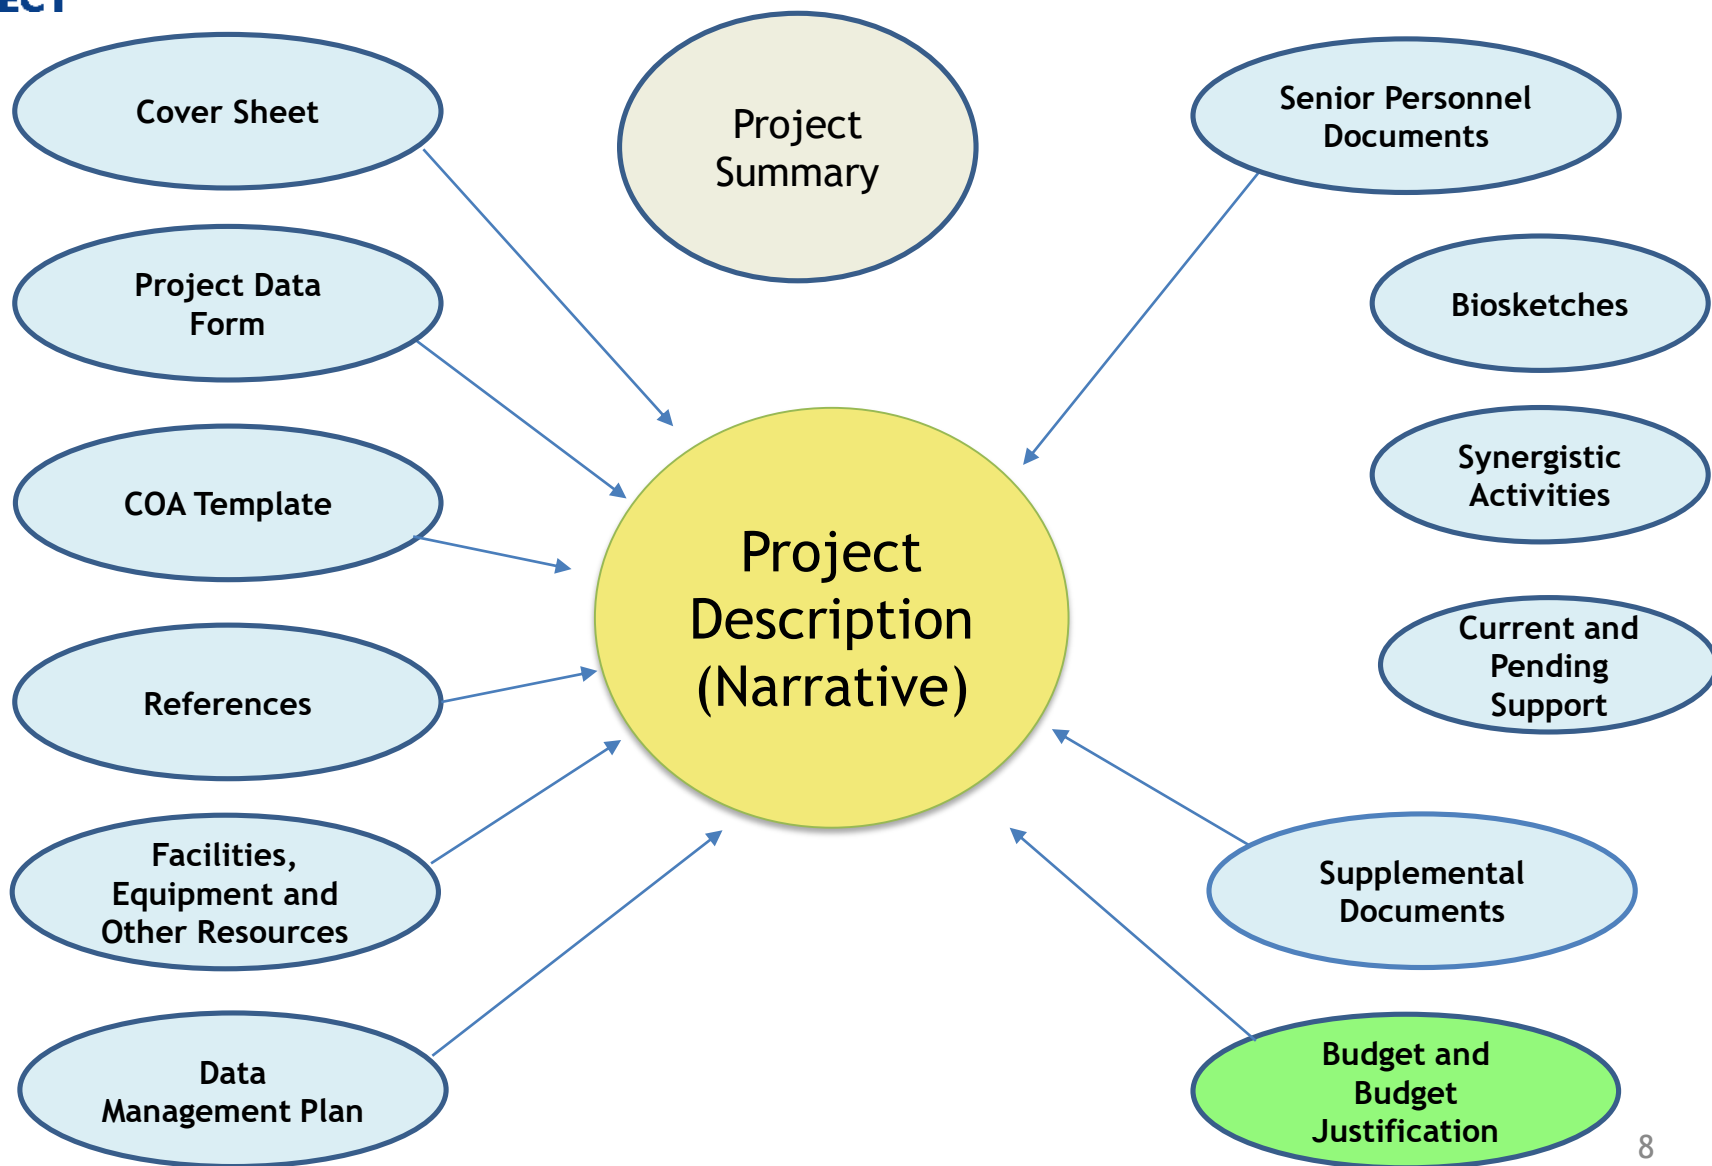 Cover Sheet
Project
Summary
Senior Personnel
Documents
Project Data
Form
Biosketches
COA Template
Synergistic
Activities
Project
Description
(Narrative)
References
Current and
Pending
Support
Facilities,
Equipment and
Other Resources
Supplemental
Documents
Data
Management Plan
Budget and
Budget
Justification
8